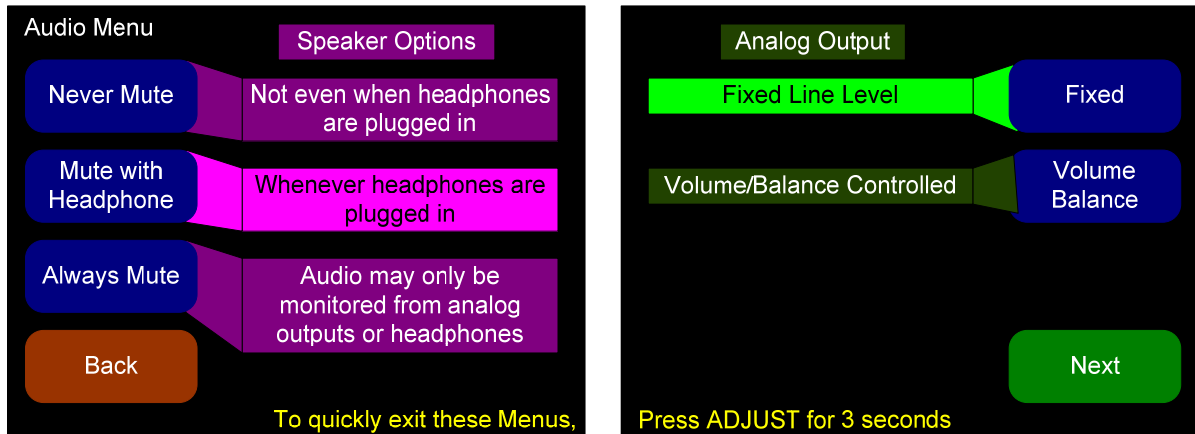 Audio Menu
Speaker Options
Never Mute
Not even when headphones
are plugged in
Mute with
Headphone
Whenever headphones are
plugged in
Always Mute
Audio may only be
monitored from analog
outputs or headphones
Back
To quickly exit these Menus,
Analog Output
Fixed Line Level
Fixed
Volume/Balance Controlled
Volume
Balance
Next
Press ADJUST for 3 seconds